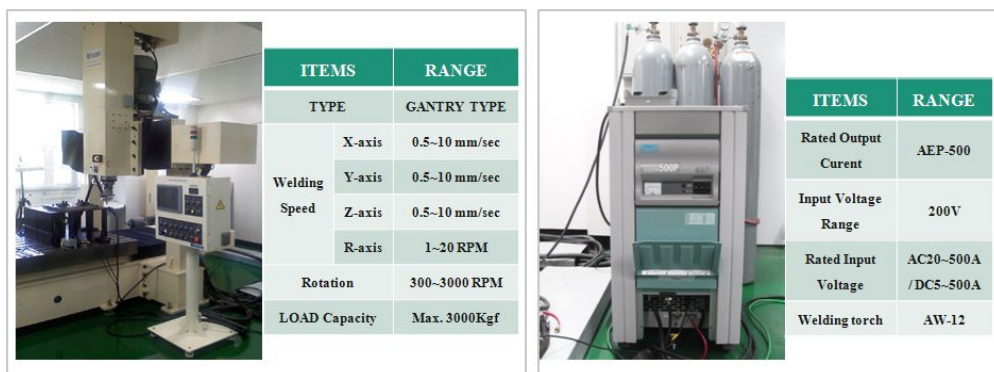 ITEMS RANGE
TYPE GANTRY TYPE
Welding Speed
X-axis 0.5~10 mm/sec
Y-axis 0.5~10 mm/sec
Z-axis 0.5~10 mm/sec
R-axis 1~20 RPM
Rotation 300~3000 RPM
LOAD Capacity Max. 3000Kgf
500P
ITEMS RANGE
Rated Output
Curent
AEP-500
Input Voltage
Range
200V
Rated Input
Voltage
AC20~500A
/DC5~500A
Welding torch AW-12